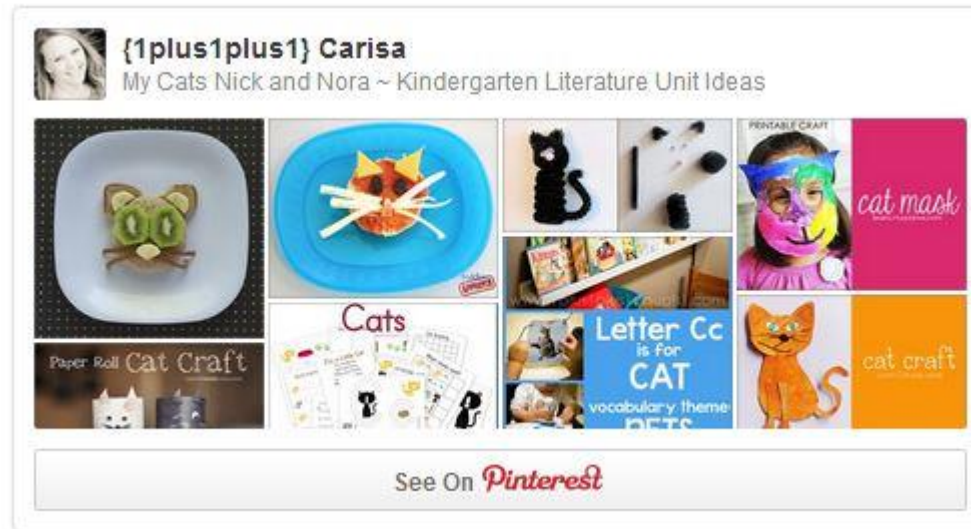 {1plus1plus1} Carisa
My Cats Nick and Nora ~ Kindergarten Literature Unit Ideas
PRINTABLE CRAFT
cat mask
Paper Roll Cat Craft
Cats
Letter Cc
is for
CAT
vocabulary theme
PETS
cat craft
See On Pinterest